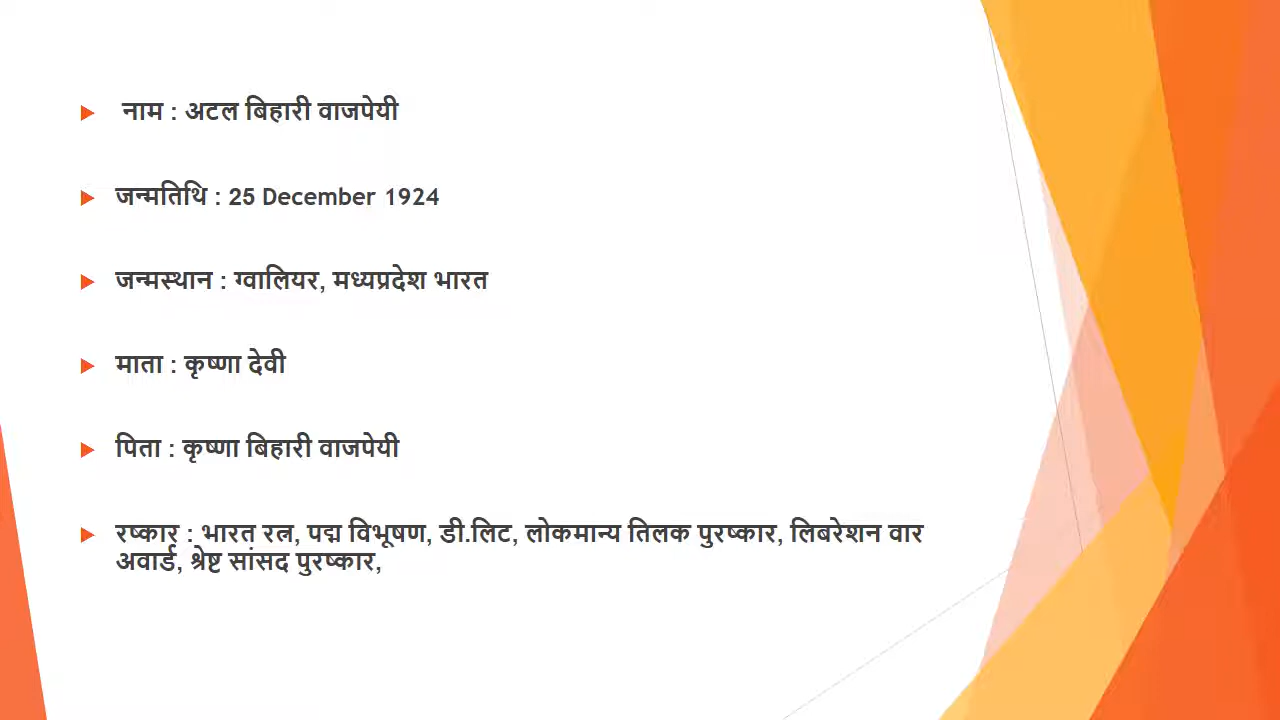 नाम : अटल बिहारी वाजपेयी
जन्मतिथि : 25 December 1924
जन्मस्थान : ग्वालियर, मध्यप्रदेश भारत
माता : कृष्णा देवी
पिता : कृष्णा बिहारी वाजपेयी
रष्कार : भारत रत्न, पद्म विभूषण, डी.लिट, लोकमान्य तिलक पुरष्कार, लिबरेशन वार
अवार्ड, श्रेष्ट सांसद पुरष्कार,